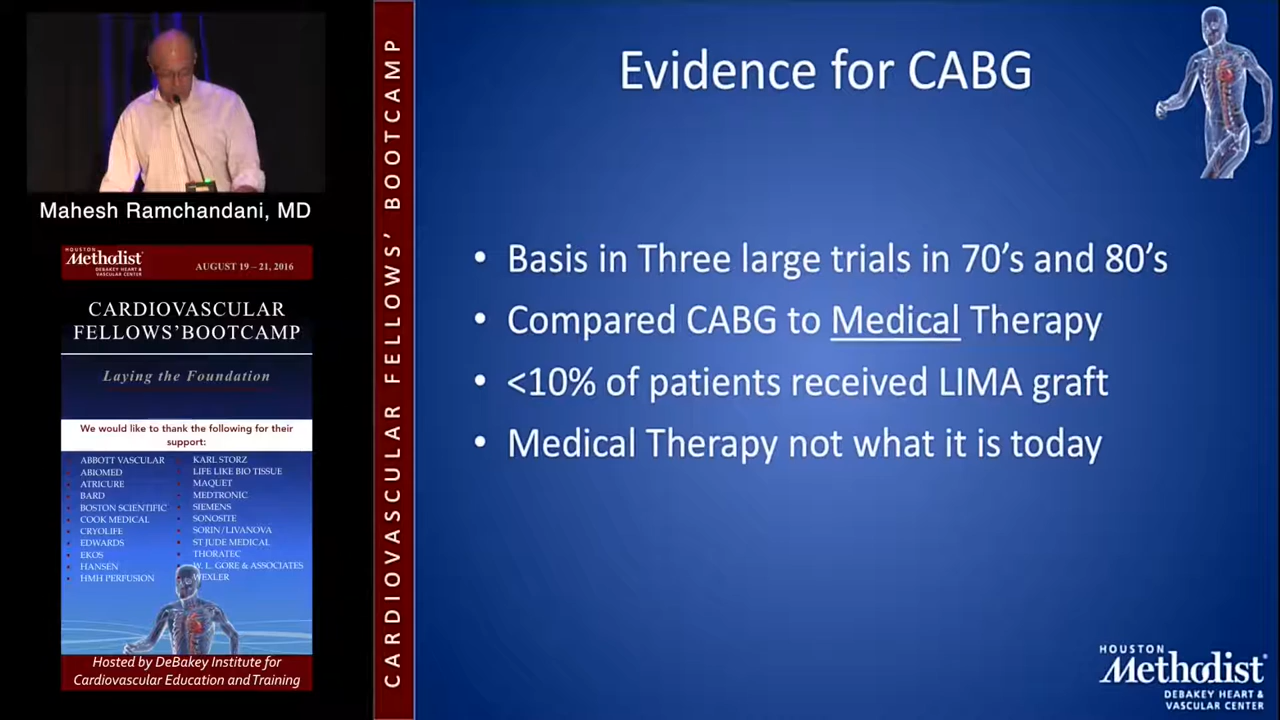 Mahesh Ramchandani, MD
HOUSTON
Methodist
DEBAKEY HEART &
VASCULAR CENTER
AUGUST 19 – 21, 2016
CARDIOVASCULAR
FELLOWS'BOOTCAMP
Laying the Foundation
We would like to thank the following for their
support:
ABBOTT VASCULAR
ABIOMED
ATRICURE
BARD
BOSTON SCIENTIFIC
COOK MEDICAL
CRYOLIFE
EDWARDS
EKOS
HANSEN
HMH PERFUSION
KARL STORZ
LIFE LIKE BIO TISSUE
MAQUET
MEDTRONIC
SIEMENS
SONOSITE
SORIN/LIVANOVA
ST JUDE MEDICAL
THORATEC
W. L. GORE & ASSOCIATES
WEXLER
Hosted by DeBakey Institute for
Cardiovascular Education and Training
CARDIOVASCULAR FELLOWS' BOOTCAMP
Evidence for CABG
• Basis in Three large trials in 70's and 80's
• Compared CABG to Medical Therapy
• <10% of patients received LIMA graft
• Medical Therapy not what it is today
HOUSTON
Methodist
DEBAKEY HEART &
VASCULAR CENTER